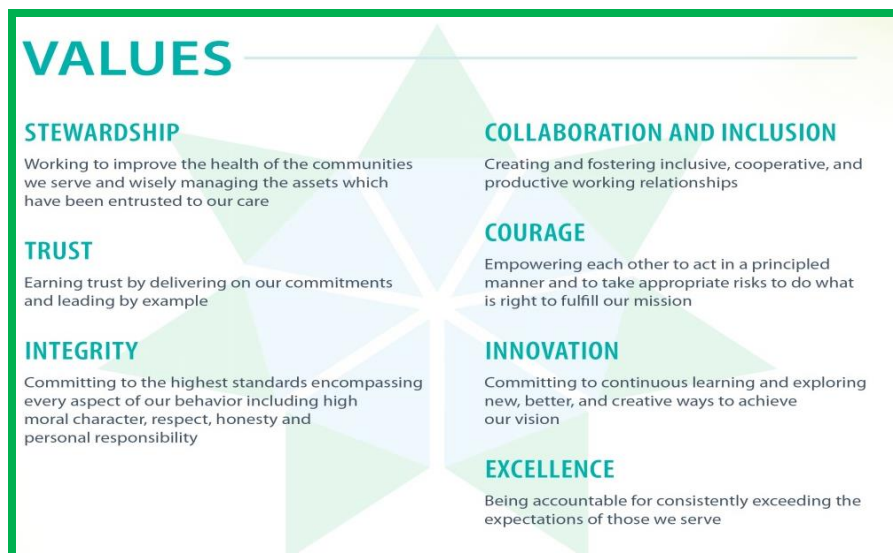 VALUES
STEWARDSHIP
Working to improve the health of the communities
we serve and wisely managing the assets which
have been entrusted to our care
TRUST
Earning trust by delivering on our commitments
and leading by example
INTEGRITY
Committing to the highest standards encompassing
every aspect of our behavior including high
moral character, respect, honesty and
personal responsibility
COLLABORATION AND INCLUSION
Creating and fostering inclusive, cooperative, and
productive working relationships
COURAGE
Empowering each other to act in a principled
manner and to take appropriate risks to do what
is right to fulfill our mission
INNOVATION
Committing to continuous learning and exploring
new, better, and creative ways to achieve
our vision
EXCELLENCE
Being accountable for consistently exceeding the
expectations of those we serve